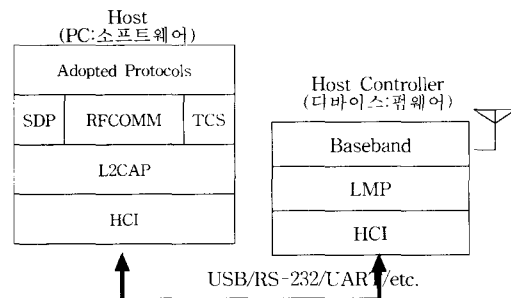 Host
(PC:소프트웨어)
Adopted Protocols
SDP RFCOMM TCS
L2CAP
HCI
Host Controller
(디바이스:펌웨어)
Baseband
LMP
HCI
USB/RS-232/UART/etc.